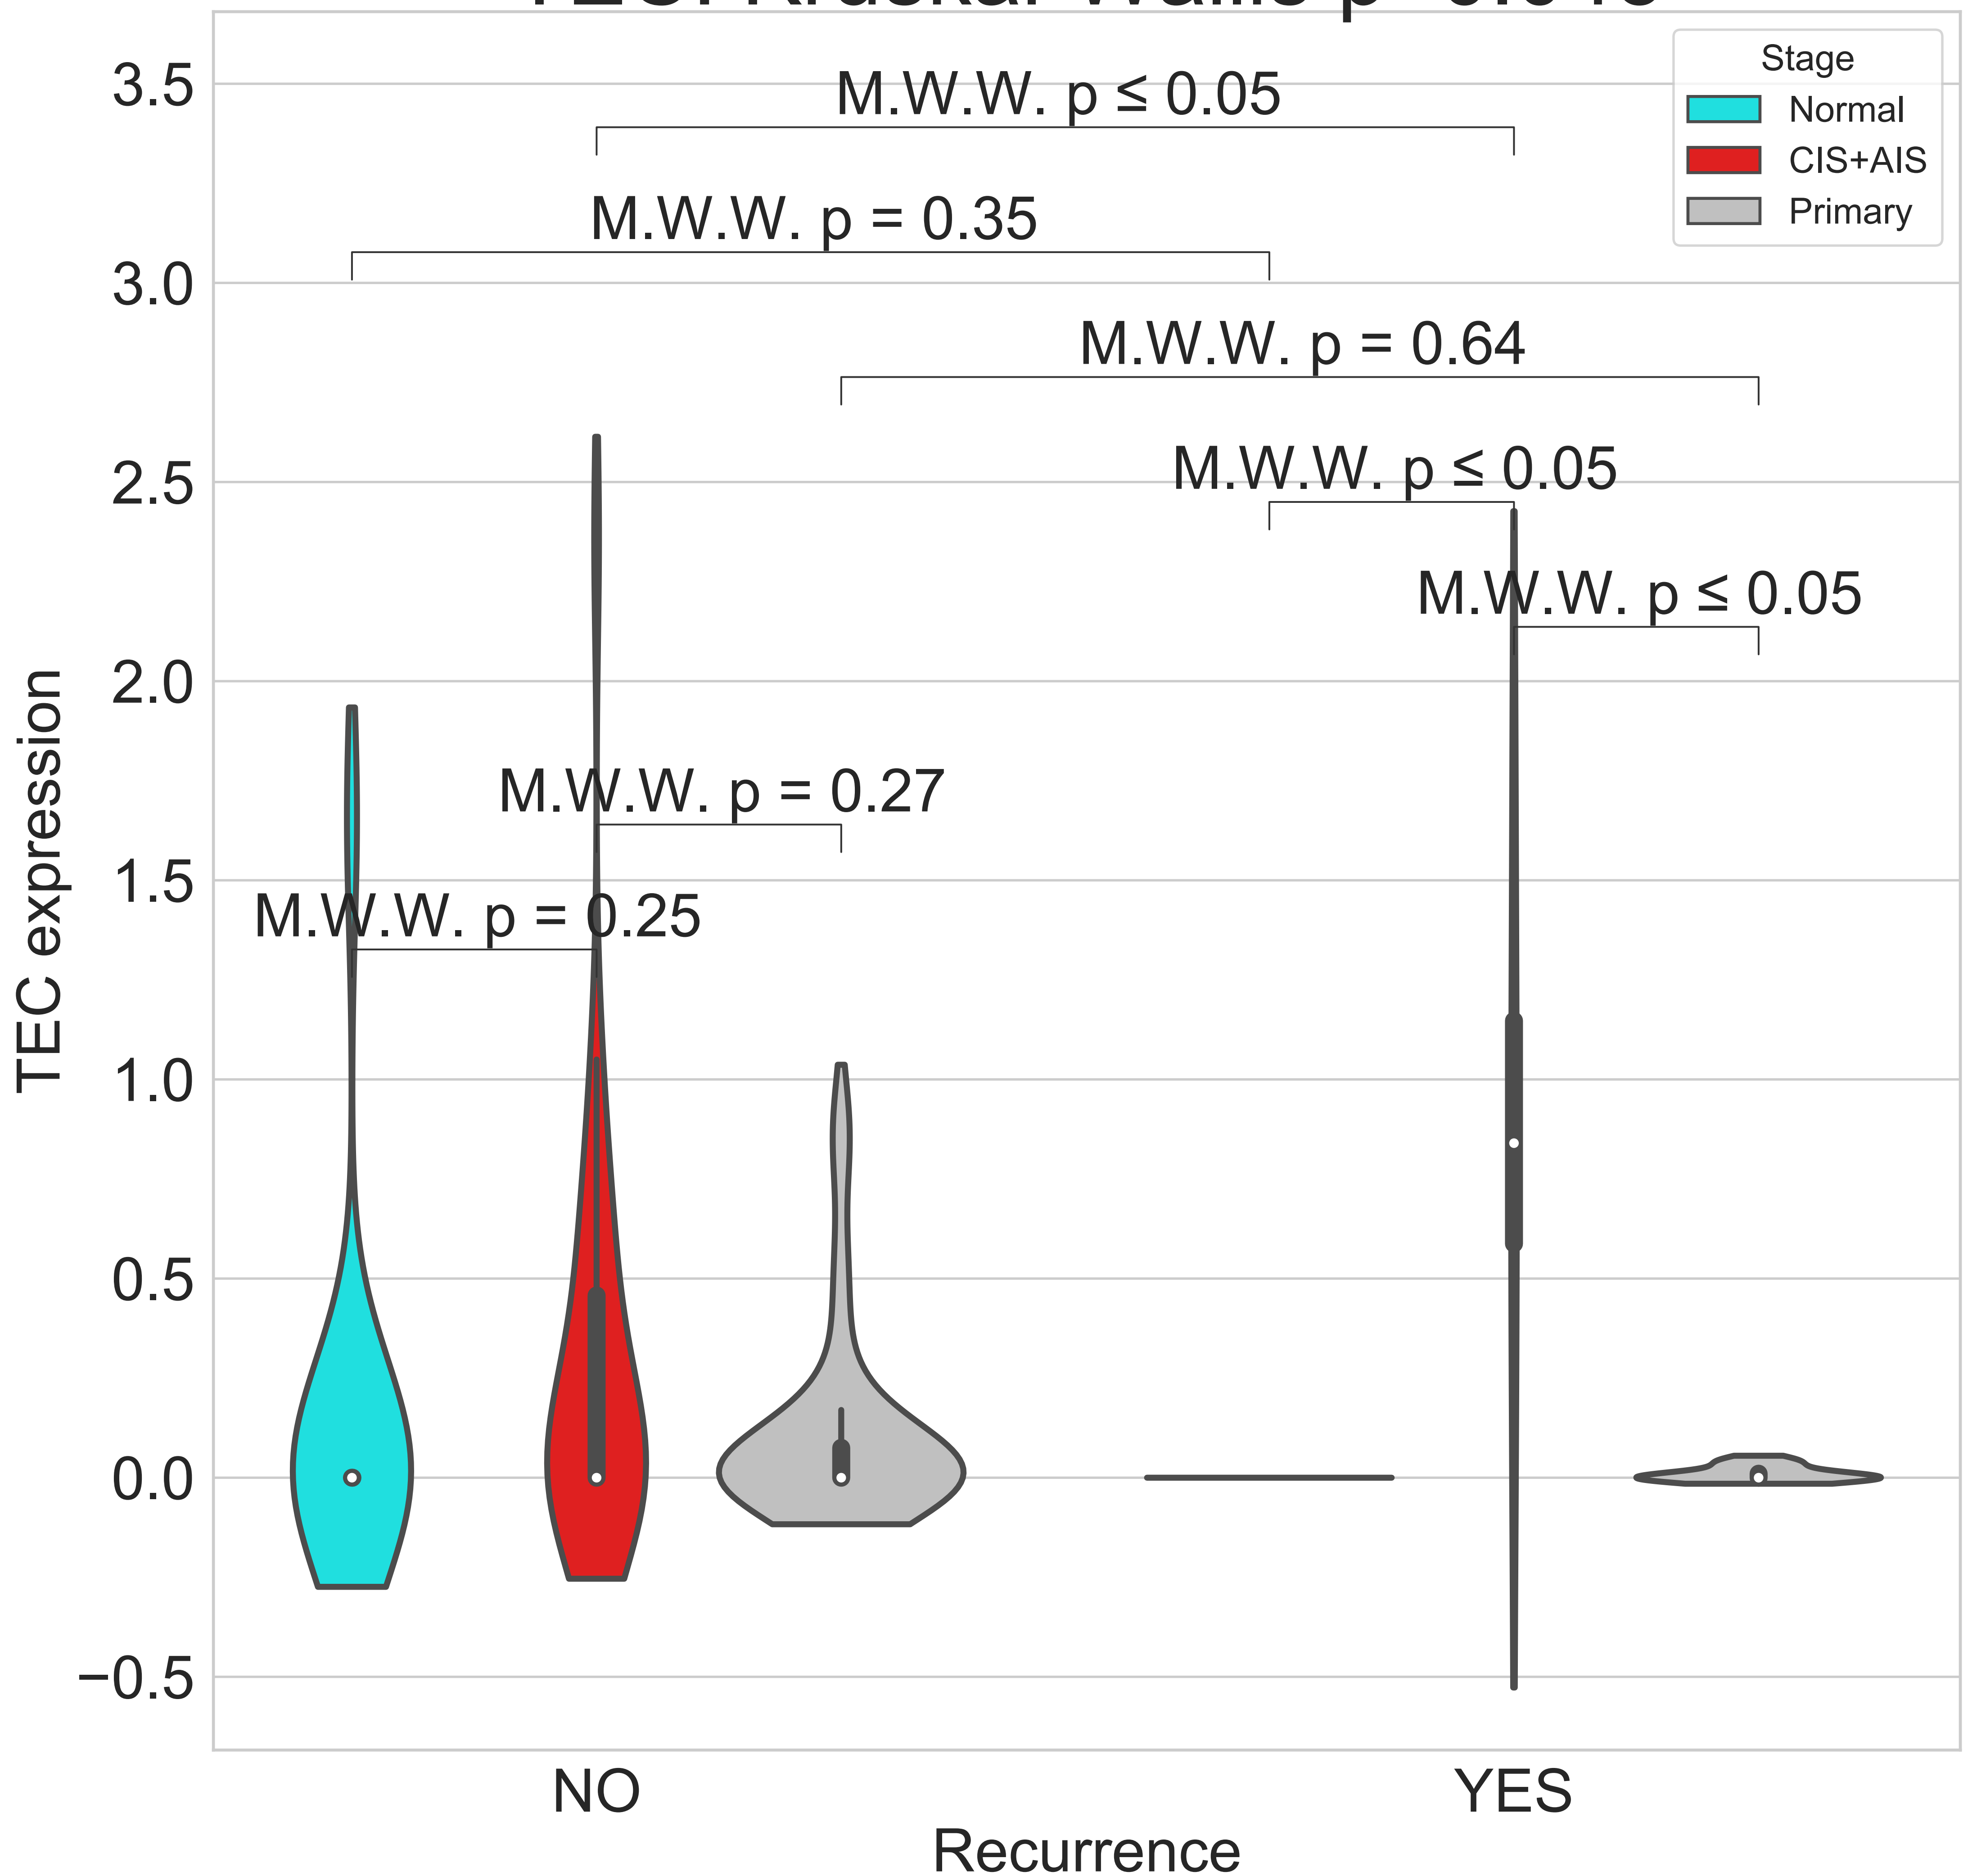 Stage
Normal
CIS+AIS
Primary
M.W.W. p ≤ 0.05
M.W.W. p = 0.35
M.W.W. p = 0.64
M.W.W. p ≤ 0.05
M.W.W. p ≤ 0.05
M.W.W. p = 0.27
M.W.W. p = 0.25
3.5
3.0
2.5
2.0
1.5
1.0
0.5
0.0
−0.5
TEC expression
NO
YES
Recurrence